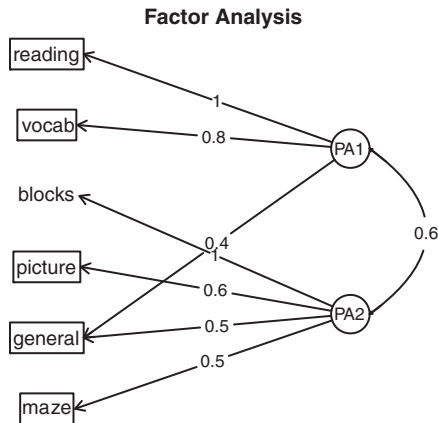 Factor Analysis
reading
1
vocab
0.8
PA1
blocks
0.6
0.4
1
picture
0.6
PA2
0.5
general
0.5
maze